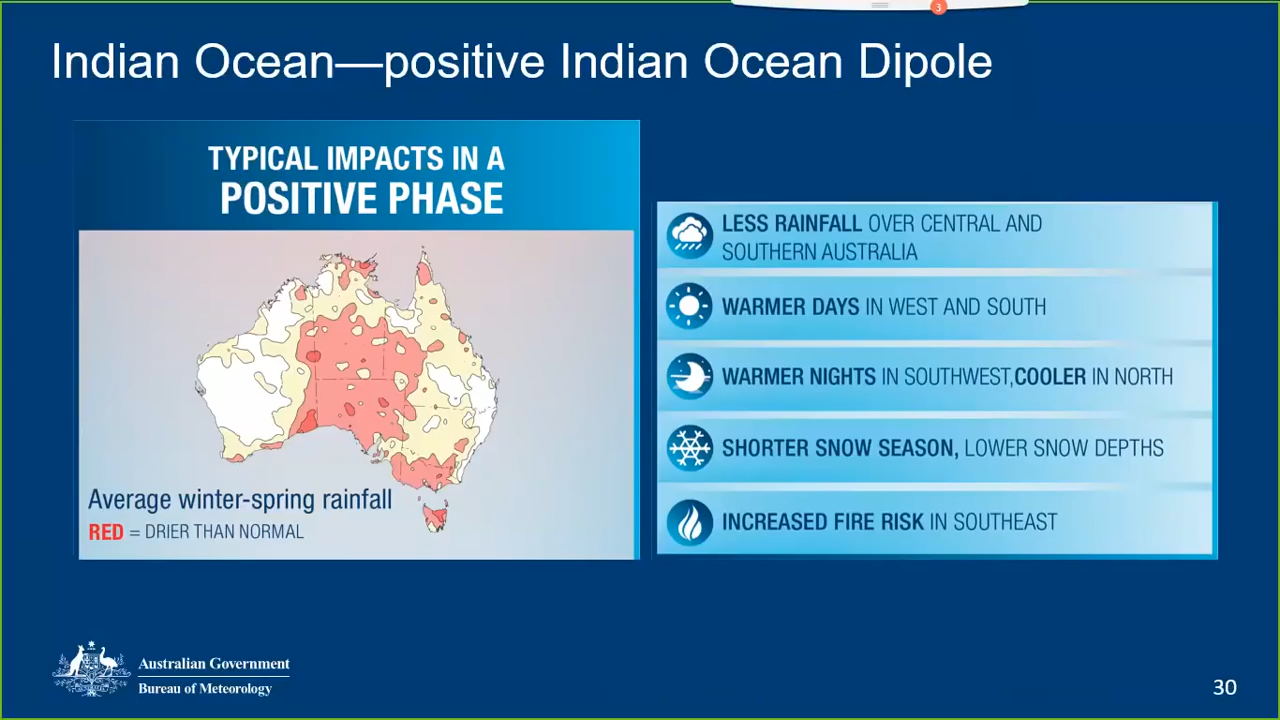 3
Indian Ocean—positive Indian Ocean Dipole
TYPICAL IMPACTS IN A
POSITIVE PHASE
Average winter-spring rainfall
RED = DRIER THAN NORMAL
LESS RAINFALL OVER CENTRAL AND
SOUTHERN AUSTRALIA
WARMER DAYS IN WEST AND SOUTH
WARMER NIGHTS IN SOUTHWEST,COOLER IN NORTH
SHORTER SNOW SEASON, LOWER SNOW DEPTHS
INCREASED FIRE RISK IN SOUTHEAST
Australian Government
Bureau of Meteorology
30